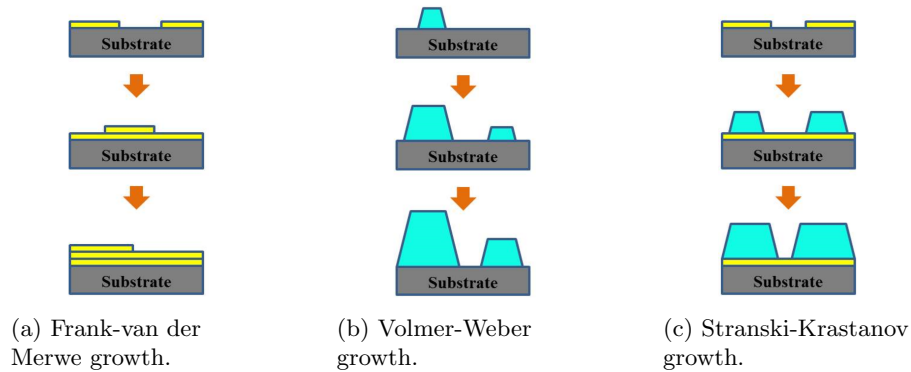 Substrate
Substrate
Substrate
(a) Frank-van der
Merwe growth.
Substrate
Substrate
Substrate
(b) Volmer-Weber
growth.
Substrate
Substrate
Substrate
(c) Stranski-Krastanov
growth.